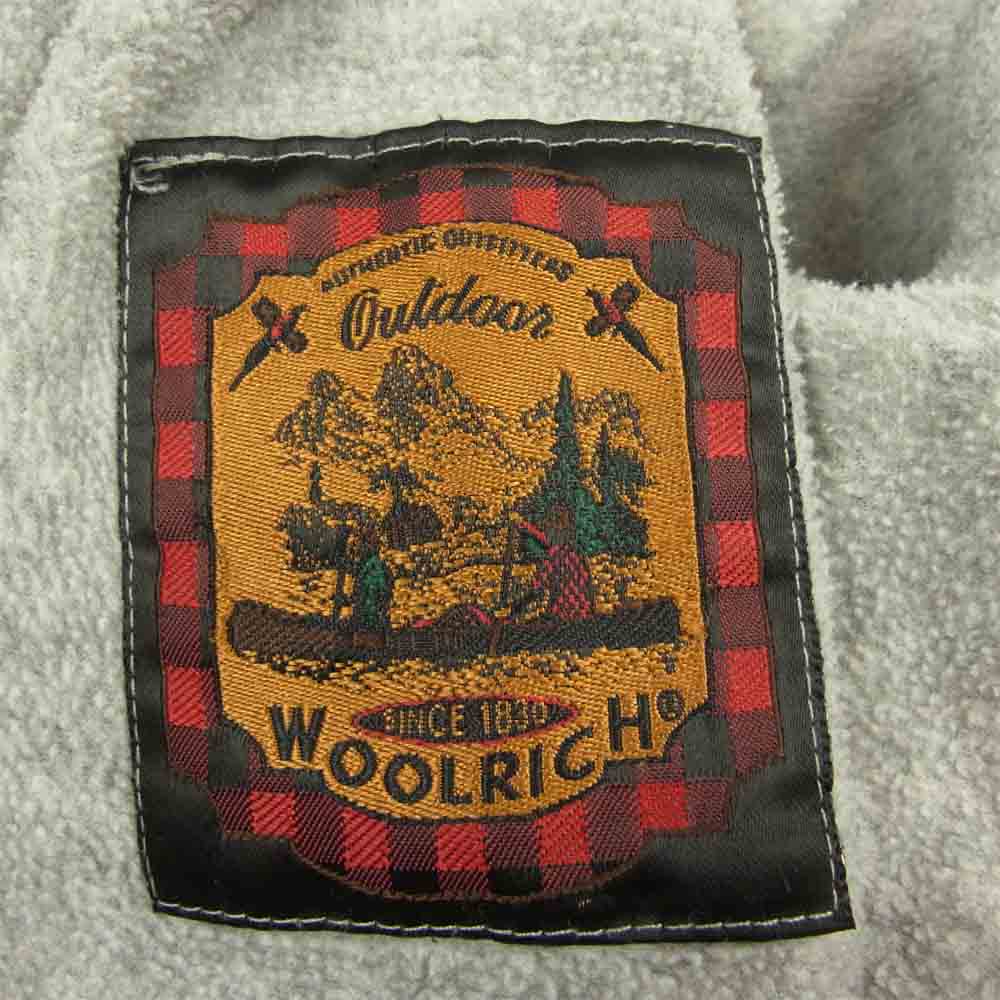 AUTHENTIC OUTFITTERS
Outdoor
SINCE 1830
WOOLRICH®